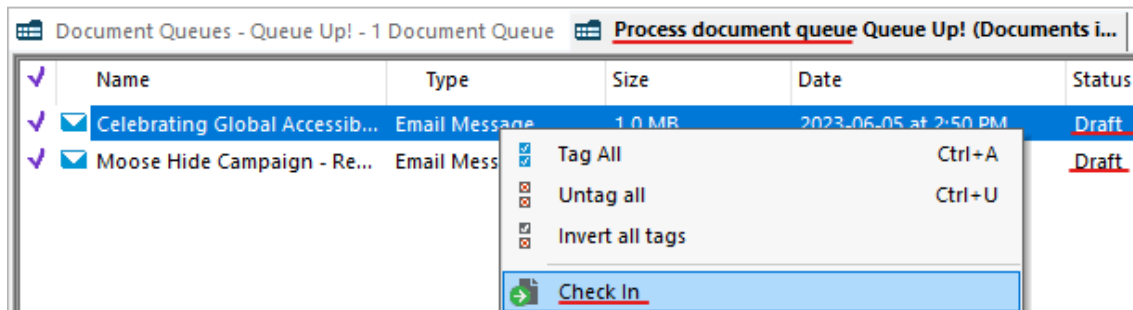 Document Queues - Queue Up! - 1 Document Queue Process document queue Queue Up! (Documents i...
Name Type Size Date Status
Celebrating Global Accessib... Email Message 1.0 MB 2023-06-05 at 2:50 PM Draft
Moose Hide Campaign - Re... Email Mess Draft
Tag All Ctrl+A
Untag all Ctrl+U
Invert all tags
Check In